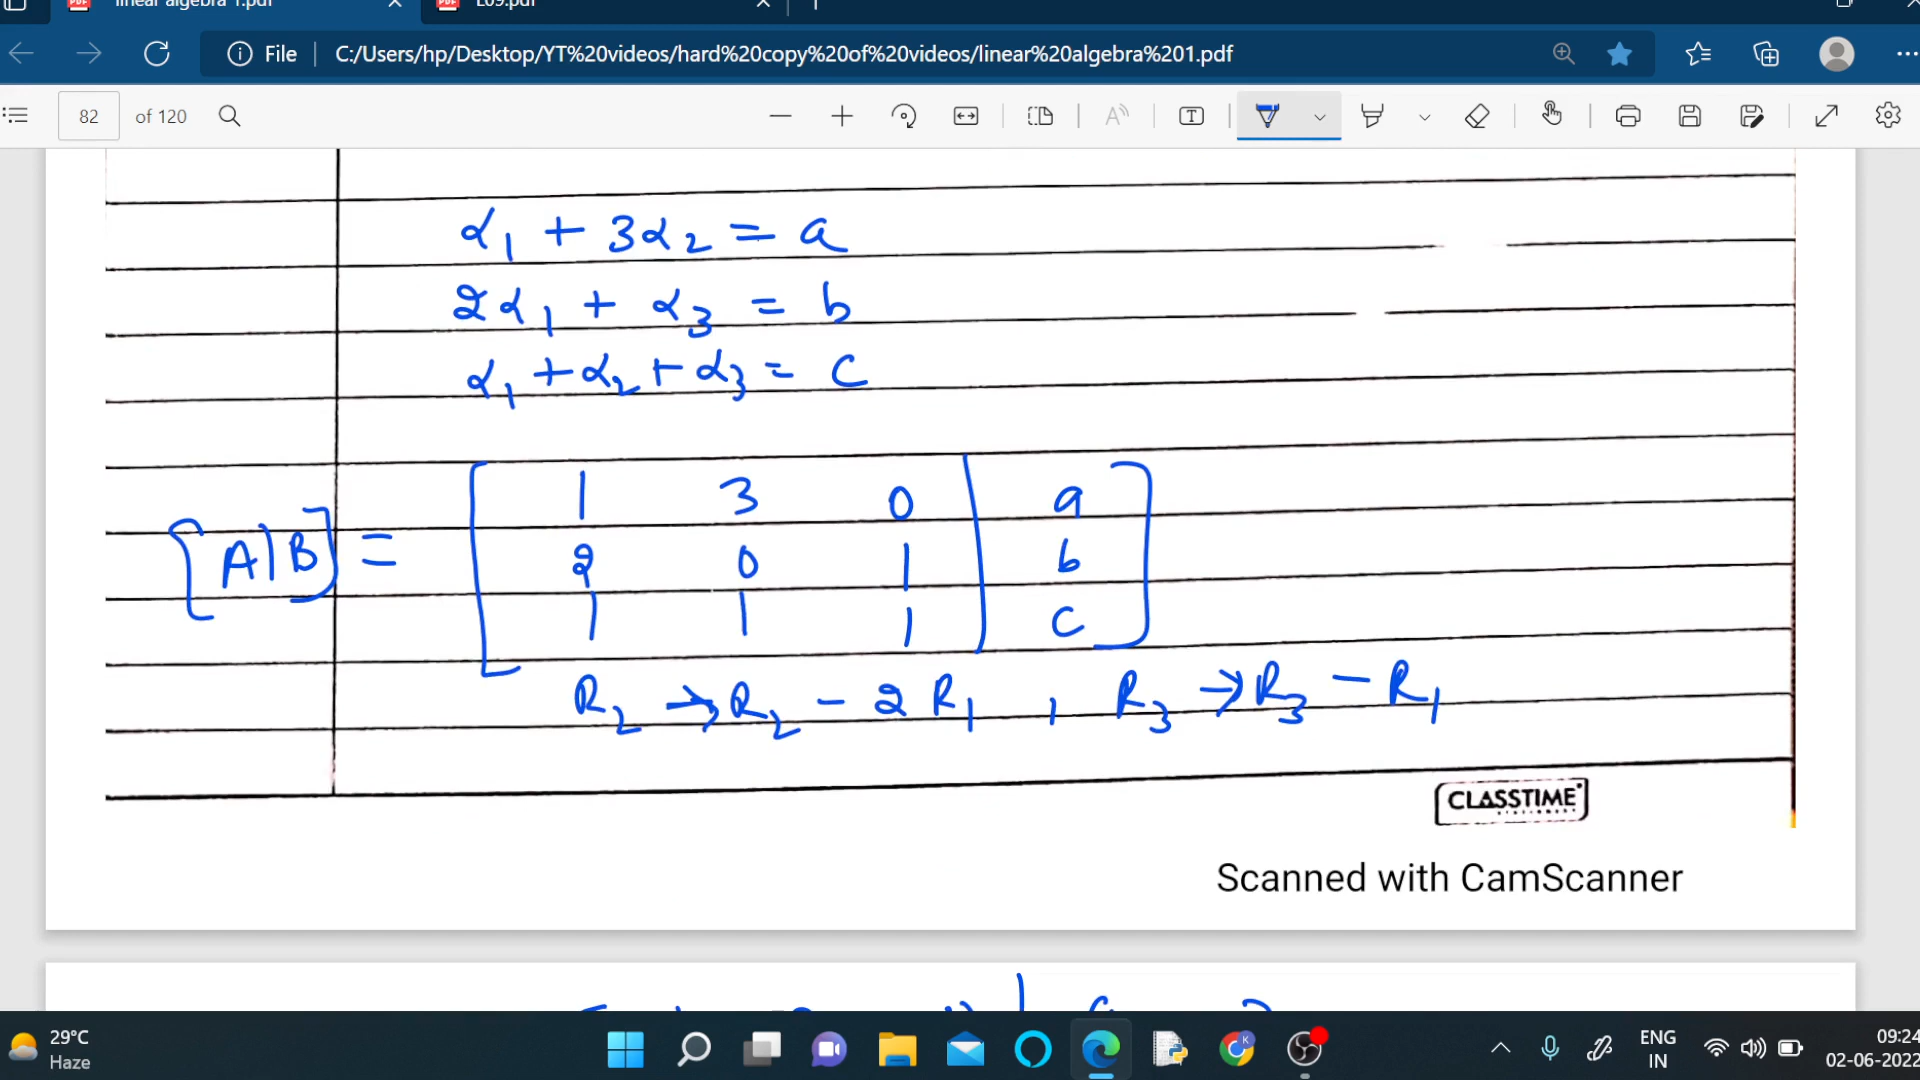 linear algebra 1.pdf
L09.pdf
File
C:/Users/hp/Desktop/YT%20videos/hard%20copy%20of%20videos/linear%20algebra%201.pdf
82 of 120
α₁ + 3α₂ = a
2α₁ + α₃ = b
α₁ + α₂ + α₃ = c
[A|B] =
1 3 0 | a
2 0 1 | b
1 1 1 | c
R₂ → R₂ - 2R₁ , R₃ → R₃ - R₁
CLASSTIME
Scanned with CamScanner
29°C
Haze
ENG
IN
09:24
02-06-2022